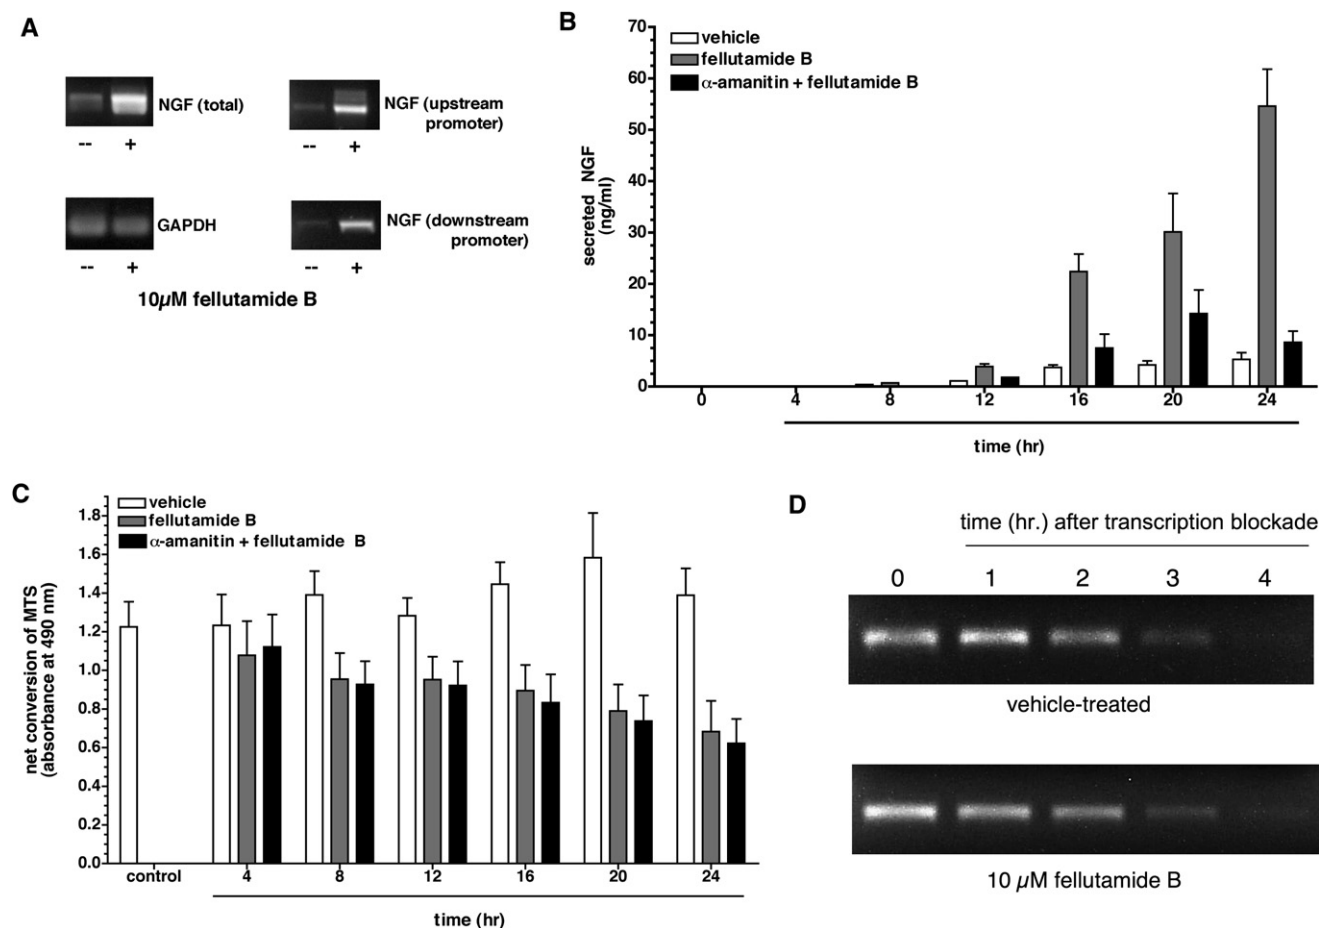 A
NGF (total)
-- +
NGF (upstream
promoter)
-- +
GAPDH
-- +
NGF (downstream
promoter)
-- +
10µM fellutamide B
B
vehicle
fellutamide B
α-amanitin + fellutamide B
secreted NGF
(ng/ml)
70
60
50
40
30
20
10
0
0 4 8 12 16 20 24
time (hr)
C
vehicle
fellutamide B
α-amanitin + fellutamide B
net conversion of MTS
(absorbance at 490 nm)
1.8
1.6
1.4
1.2
1.0
0.8
0.6
0.4
0.2
0.0
control 4 8 12 16 20 24
time (hr)
D
time (hr.) after transcription blockade
0 1 2 3 4
vehicle-treated
10 µM fellutamide B